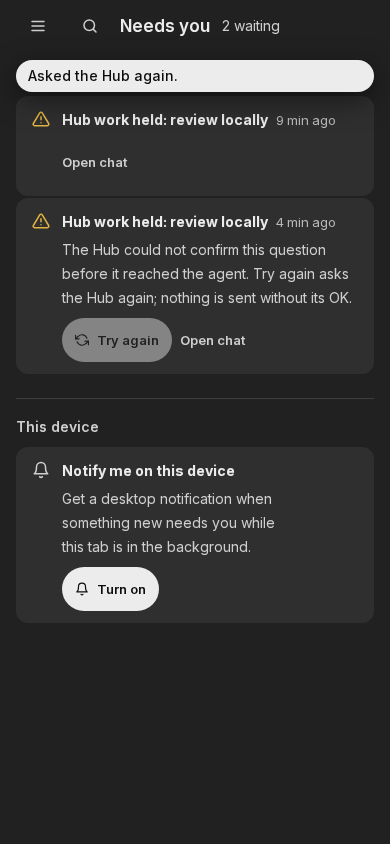 Needs you 2 waiting
Asked the Hub again.
Hub work held: review locally 9 min ago
Open chat
Hub work held: review locally 4 min ago
The Hub could not confirm this question
before it reached the agent. Try again asks
the Hub again; nothing is sent without its OK.
Try again Open chat
This device
Notify me on this device
Get a desktop notification when
something new needs you while
this tab is in the background.
Turn on